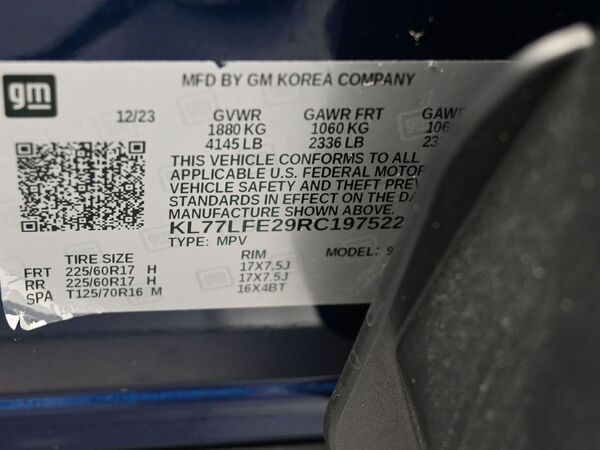 gm
MFD BY GM KOREA COMPANY
12/23 GVWR GAWR FRT
1880 KG 1060 KG
4145 LB 2336 LB
THIS VEHICLE CONFORMS TO ALL
APPLICABLE U.S. FEDERAL
VEHICLE SAFETY AND THEFT
STANDARDS IN EFFECT ON THE
MANUFACTURE SHOWN ABOVE.
KL77LFE29RC197522
TYPE: MPV MODEL:
TIRE SIZE RIM
FRT 225/60R17 H 17X7.5J
RR 225/60R17 H 17X7.5J
SPA T125/70R16 M 16X4BT